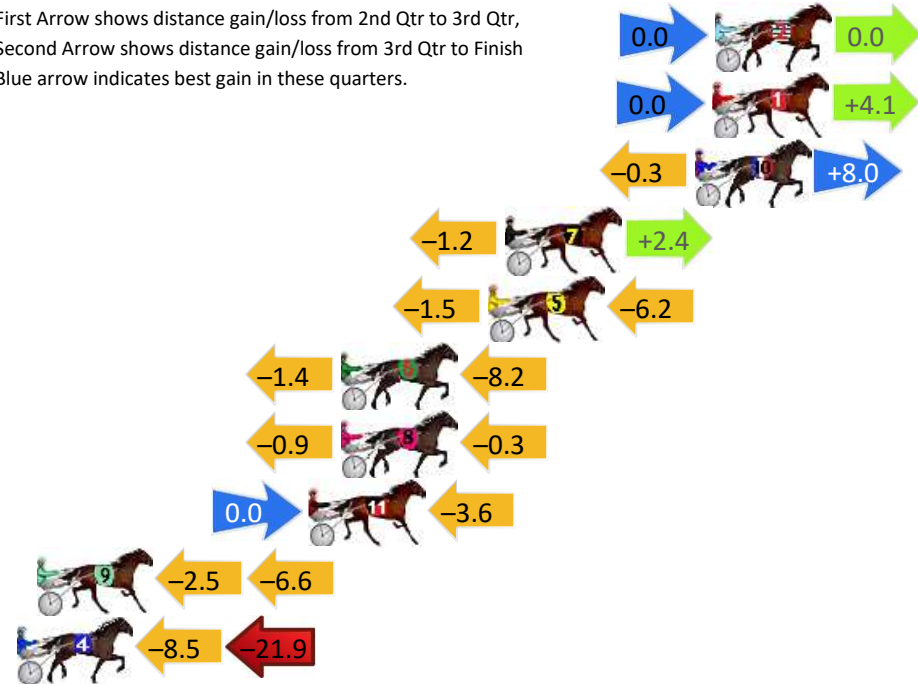 First Arrow shows distance gain/loss from 2nd Qtr to 3rd Qtr,
Second Arrow shows distance gain/loss from 3rd Qtr to Finish
Blue arrow indicates best gain in these quarters.
0.0 0.0
0.0 1 +4.1
–0.3 10 +8.0
–1.2 7 +2.4
–1.5 5 –6.2
–1.4 6 –8.2
–0.9 8 –0.3
0.0 11 –3.6
9 –2.5 –6.6
4 –8.5 –21.9